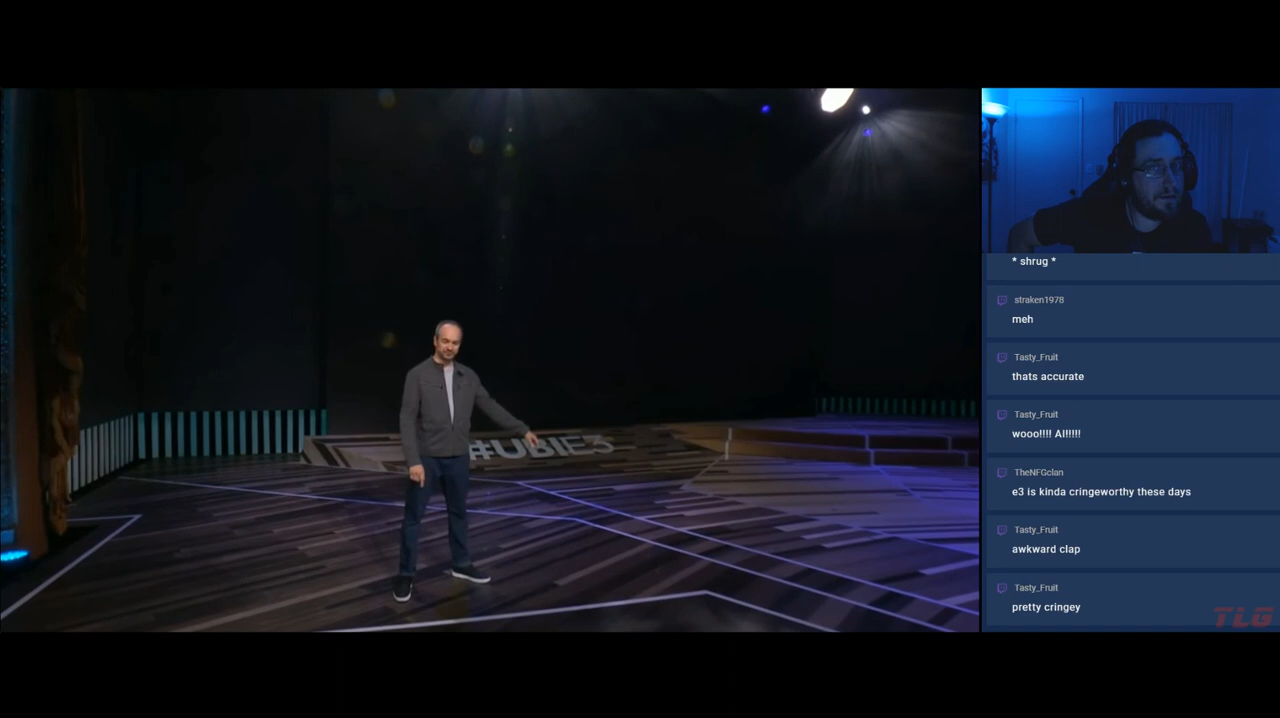 #UBIE3
* shrug *
straken1978
meh
Tasty_Fruit
thats accurate
Tasty_Fruit
wooo!!!! AI!!!!!
TheNFGclan
e3 is kinda cringeworthy these days
Tasty_Fruit
awkward clap
Tasty_Fruit
pretty cringey
TLG